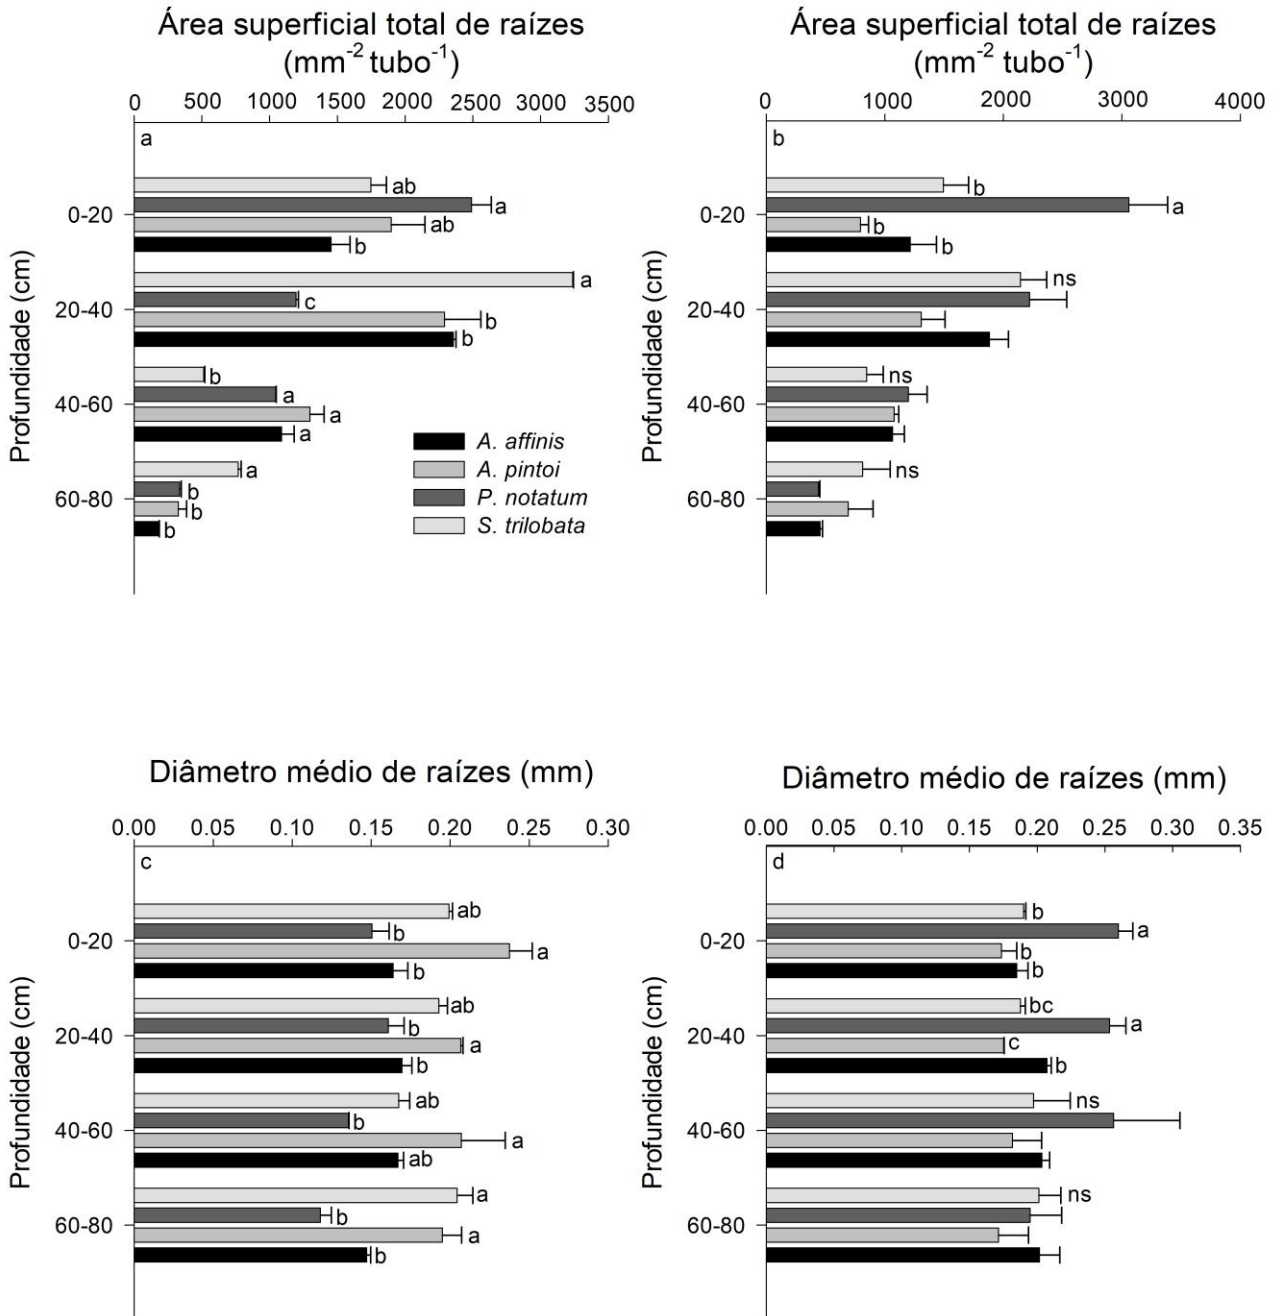 Área superficial total de raízes
(mm-2 tubo-1)
0 500 1000 1500 2000 2500 3000 3500
a
Profundidade (cm)
0-20
ab
a
ab
b
20-40
a
c
b
b
40-60
b
a
a
a
60-80
a
b
b
b
A. affinis
A. pintoi
P. notatum
S. trilobata
Área superficial total de raízes
(mm-2 tubo-1)
0 1000 2000 3000 4000
b
Profundidade (cm)
0-20
b
a
b
b
20-40
ns
40-60
ns
60-80
ns
Diâmetro médio de raízes (mm)
0.00 0.05 0.10 0.15 0.20 0.25 0.30
c
Profundidade (cm)
0-20
ab
b
a
b
20-40
ab
b
a
b
40-60
ab
b
a
ab
60-80
a
b
a
b
Diâmetro médio de raízes (mm)
0.00 0.05 0.10 0.15 0.20 0.25 0.30 0.35
d
Profundidade (cm)
0-20
b
a
b
b
20-40
bc
a
c
b
40-60
ns
60-80
ns